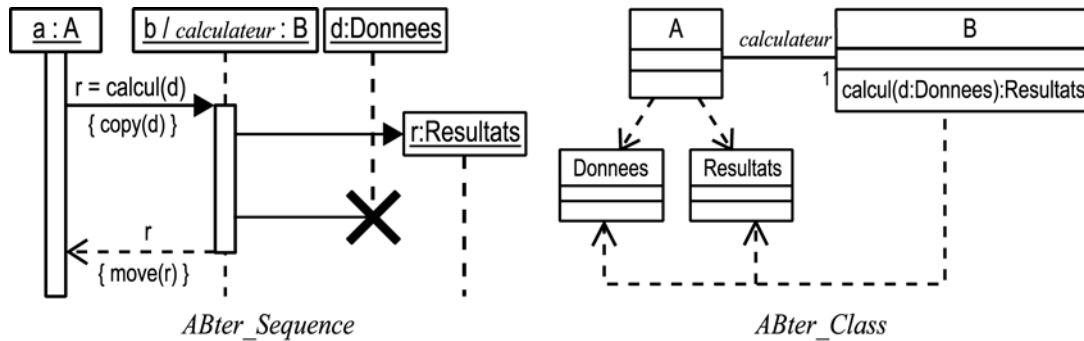 a : A
b / calculateur : B
d:Donnees
r = calcul(d)
{ copy(d) }
r:Resultats
r
{ move(r) }
ABter_Sequence
A
calculateur
1
B
calcul(d:Donnees):Resultats
Donnees
Resultats
ABter_Class